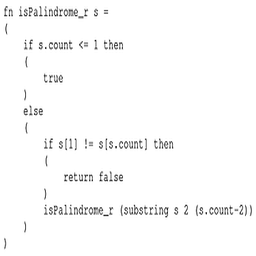 fn isPalindrome_r s =
(
if s.count <= 1 then
(
true
)
else
(
if s[1] != s[s.count] then
(
return false
)
isPalindrome_r (substring s 2 (s.count-2))
)
)